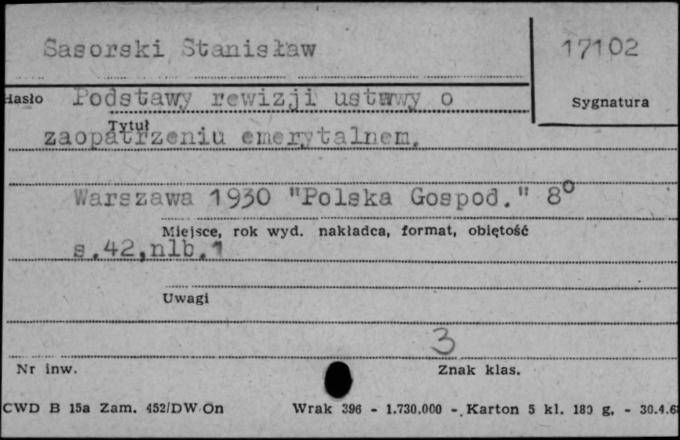 Sasorski Stanisław 17102
Hasło Podstawy rewizji ustawy o Sygnatura
Tytuł
zaopatrzeniu emerytalnem.
Warszawa 1930 "Polska Gospod." 8°
Miejsce, rok wyd. nakładca, format, objętość
s.42,nlb.1
Uwagi
3
Nr inw. Znak klas.
CWD B 15a Zam. 452/DW On Wrak 396 - 1.730.000 - Karton 5 kl. 180 g. - 30.4.6